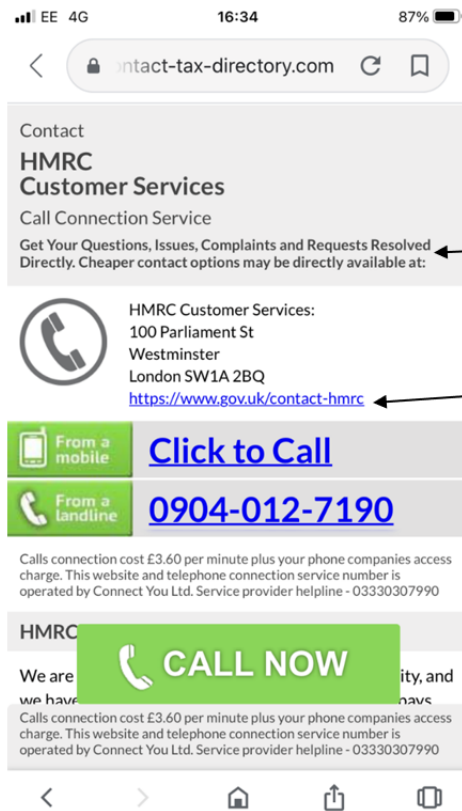 EE 4G 16:34 87%
ntact-tax-directory.com
Contact
HMRC
Customer Services
Call Connection Service
Get Your Questions, Issues, Complaints and Requests Resolved
Directly. Cheaper contact options may be directly available at:
HMRC Customer Services:
100 Parliament St
Westminster
London SW1A 2BQ
https://www.gov.uk/contact-hmrc
From a
mobile
Click to Call
From a
landline
0904-012-7190
Calls connection cost £3.60 per minute plus your phone companies access
charge. This website and telephone connection service number is
operated by Connect You Ltd. Service provider helpline - 03330307990
HMRC
CALL NOW
We are ity, and
we have
Calls connection cost £3.60 per minute plus your phone companies access
charge. This website and telephone connection service number is
operated by Connect You Ltd. Service provider helpline - 03330307990